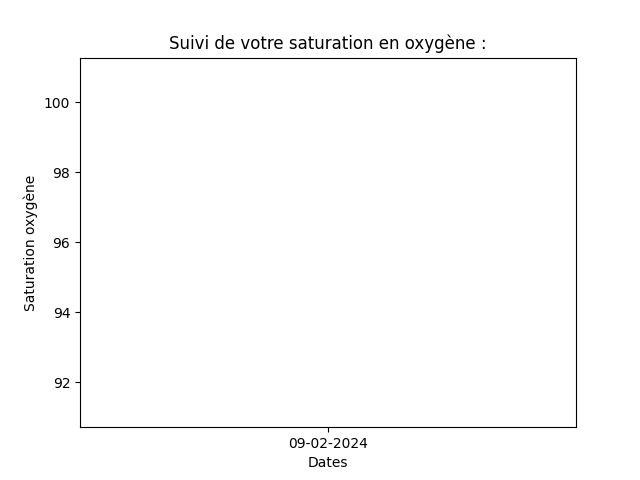 Suivi de votre saturation en oxygène :
100
98
96
94
92
Saturation oxygène
09-02-2024
Dates